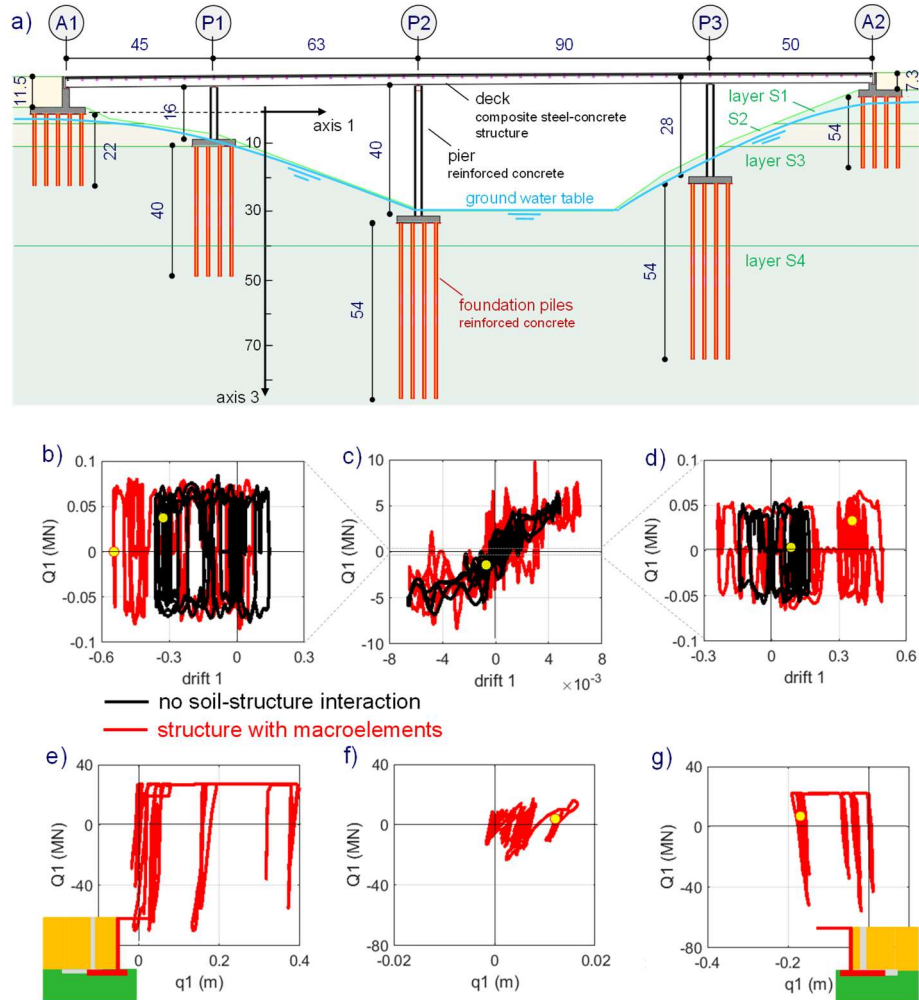 a)
A1 P1 P2 P3 A2
45 63 90 50
11.5
7.3
deck
composite steel-concrete
structure
layer S1
S2
layer S3
16
axis 1
28
54
22
10
40
pier
reinforced concrete
40
30
ground water table
50
layer S4
54
foundation piles
reinforced concrete
54
70
axis 3
b) c) d)
0.1
0.05
0
-0.05
-0.1
Q1 (MN)
-0.6 -0.3 0 0.3
drift 1
10
5
0
-5
-10
Q1 (MN)
-8 -4 0 4 8
drift 1
× 10⁻³
0.1
0.05
0
-0.05
-0.1
Q1 (MN)
-0.3 0 0.3 0.6
drift 1
no soil-structure interaction
structure with macroelements
e) f) g)
40
0
-40
-80
Q1 (MN)
0 0.2 0.4
q1 (m)
40
0
-40
-80
Q1 (MN)
-0.02 0 0.02
q1 (m)
40
0
-40
-80
Q1 (MN)
-0.4 -0.2 0
q1 (m)